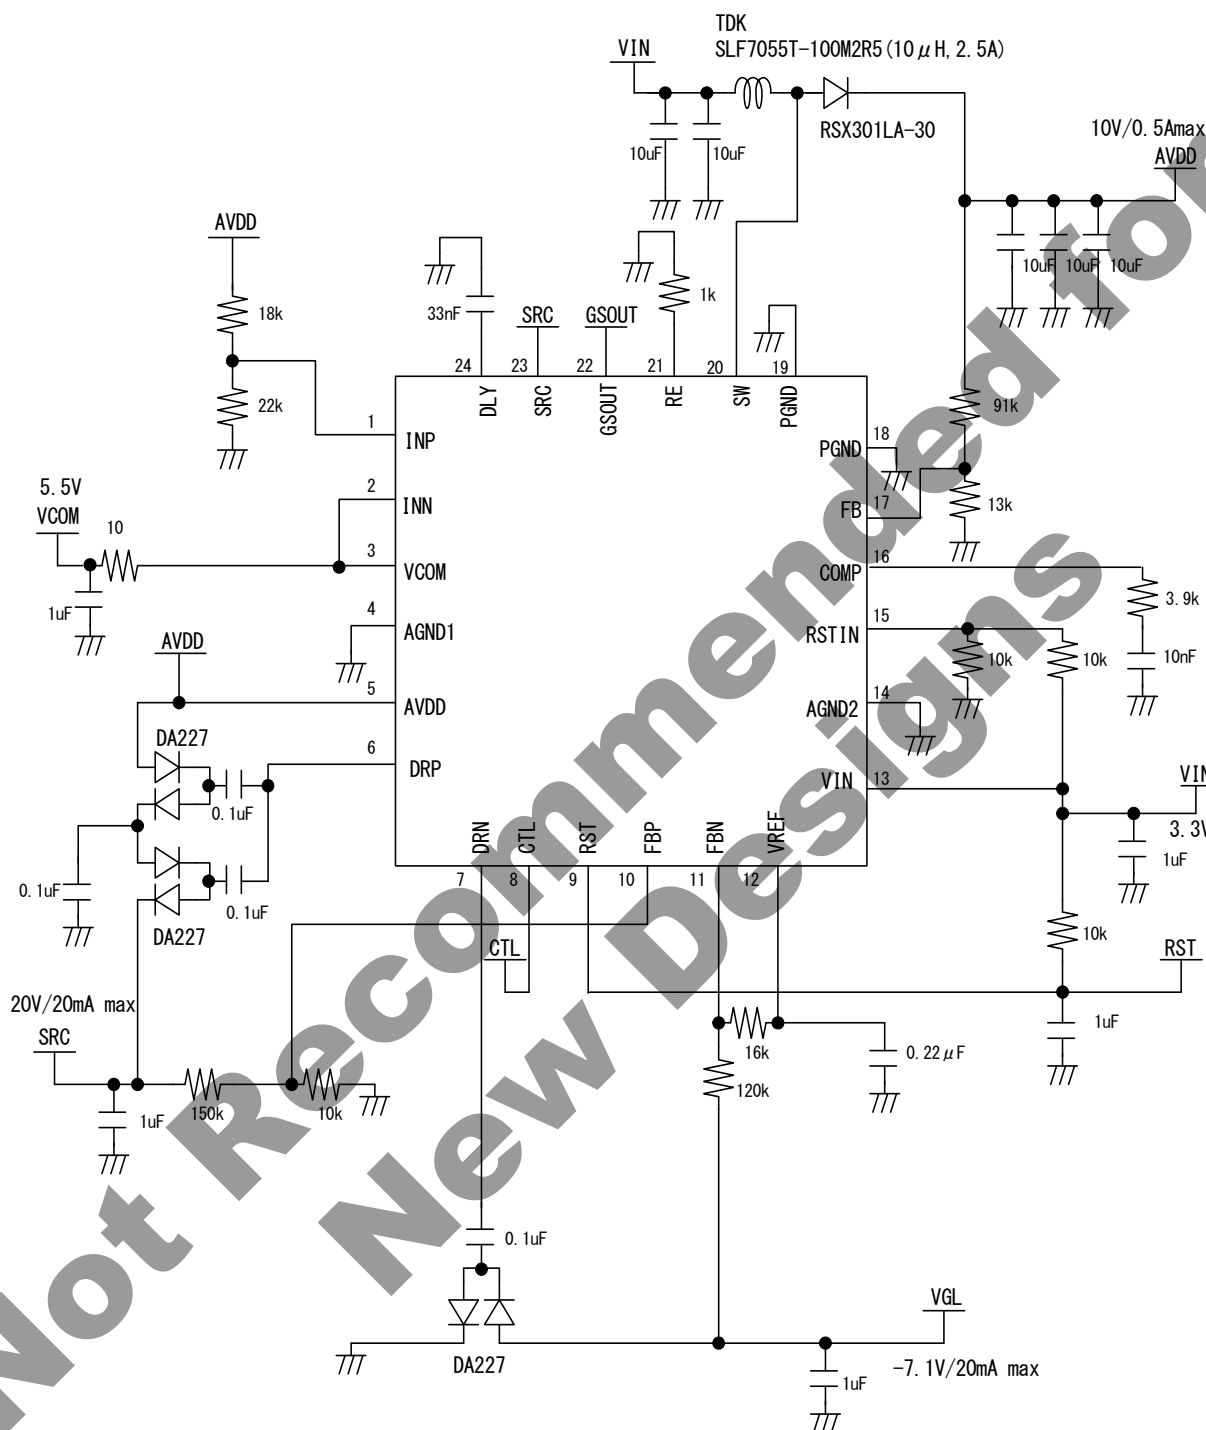 TDK
SLF7055T-100M2R5(10μH, 2.5A)
VIN
RSX301LA-30
10V/0.5Amax
AVDD
10uF
10uF
10uF
10uF
10uF
AVDD
18k
22k
33nF
SRC
GSOUT
1k
24
23
22
21
20
19
DLY
SRC
GSOUT
RE
SW
PGND
91k
1
INP
18
PGND
17
FB
13k
5.5V
VCOM
10
2
INN
3
VCOM
16
COMP
3.9k
1uF
4
AGND1
15
RSTIN
10k
10k
10nF
AVDD
5
AVDD
14
AGND2
DA227
6
DRP
0.1uF
13
VIN
VIN
3.3V
1uF
DRN
CTL
RST
FBP
FBN
VREF
7
8
9
10
11
12
0.1uF
0.1uF
DA227
CTL
10k
RST
20V/20mA max
SRC
1uF
150k
10k
16k
120k
0.22μF
1uF
0.1uF
DA227
VGL
-7.1V/20mA max
1uF
Not Recommended for
New Designs